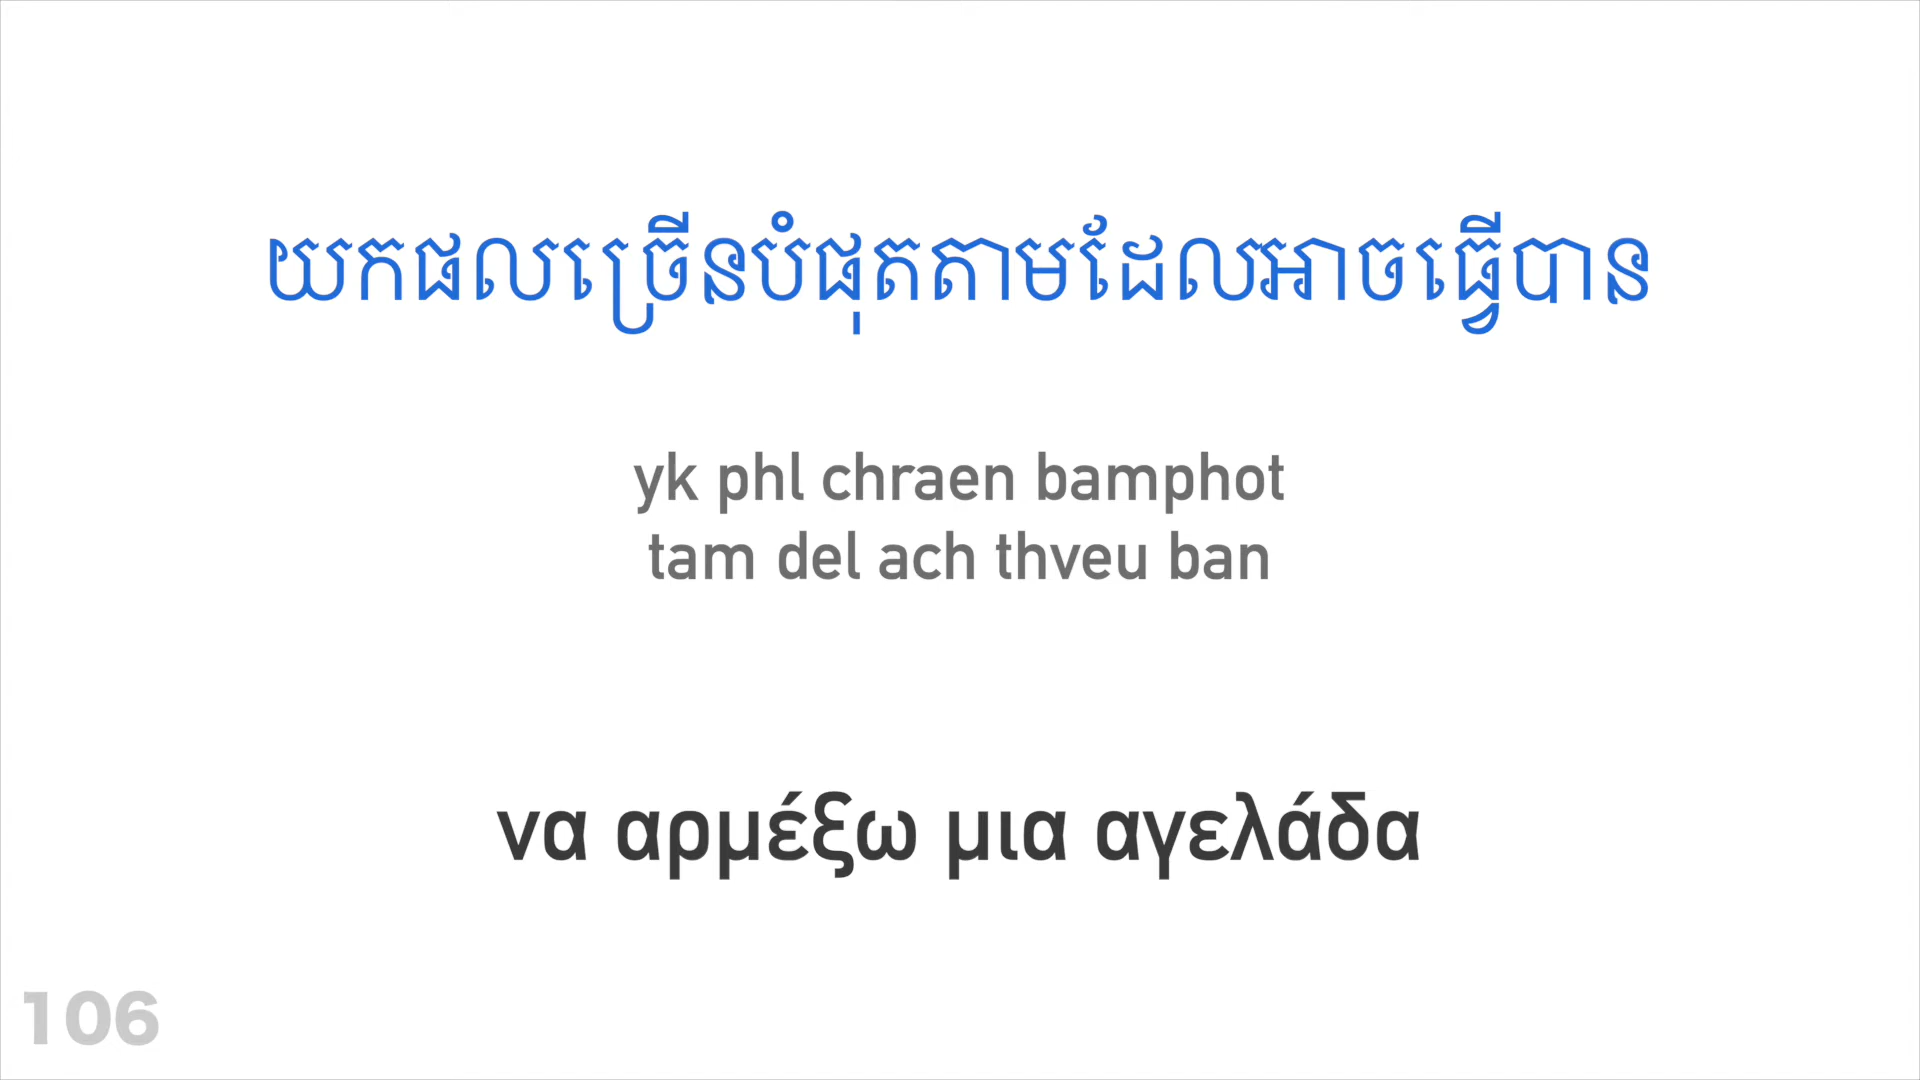 យកផលច្រើនបំផុតតាមដែលអាចធ្វើបាន
yk phl chraen bamphot
tam del ach thveu ban
να αρμέξω μια αγελάδα
106